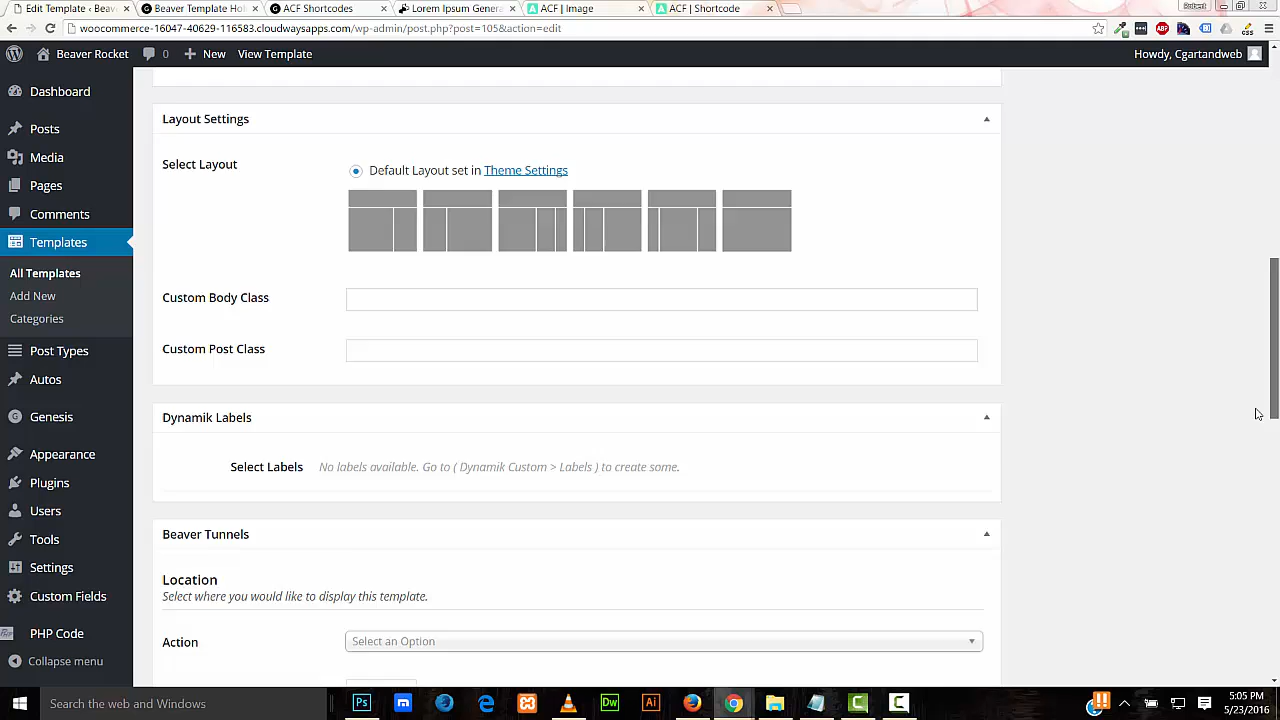 Edit Template ‹ Beav
Beaver Template Hol
ACF Shortcodes
Lorem Ipsum Genera
ACF | Image
ACF | Shortcode
Robert
woocommerce-16047-40629-116583.cloudwaysapps.com/wp-admin/post.php?post=105&action=edit
Beaver Rocket
0
New
View Template
Howdy, Cgartandweb
Dashboard
Posts
Media
Pages
Comments
Templates
All Templates
Add New
Categories
Post Types
Autos
Genesis
Appearance
Plugins
Users
Tools
Settings
Custom Fields
PHP Code
Collapse menu
Layout Settings
Select Layout
Default Layout set in Theme Settings
Custom Body Class
Custom Post Class
Dynamik Labels
Select Labels
No labels available. Go to ( Dynamik Custom > Labels ) to create some.
Beaver Tunnels
Location
Select where you would like to display this template.
Action
Select an Option
Search the web and Windows
5:05 PM
5/23/2016